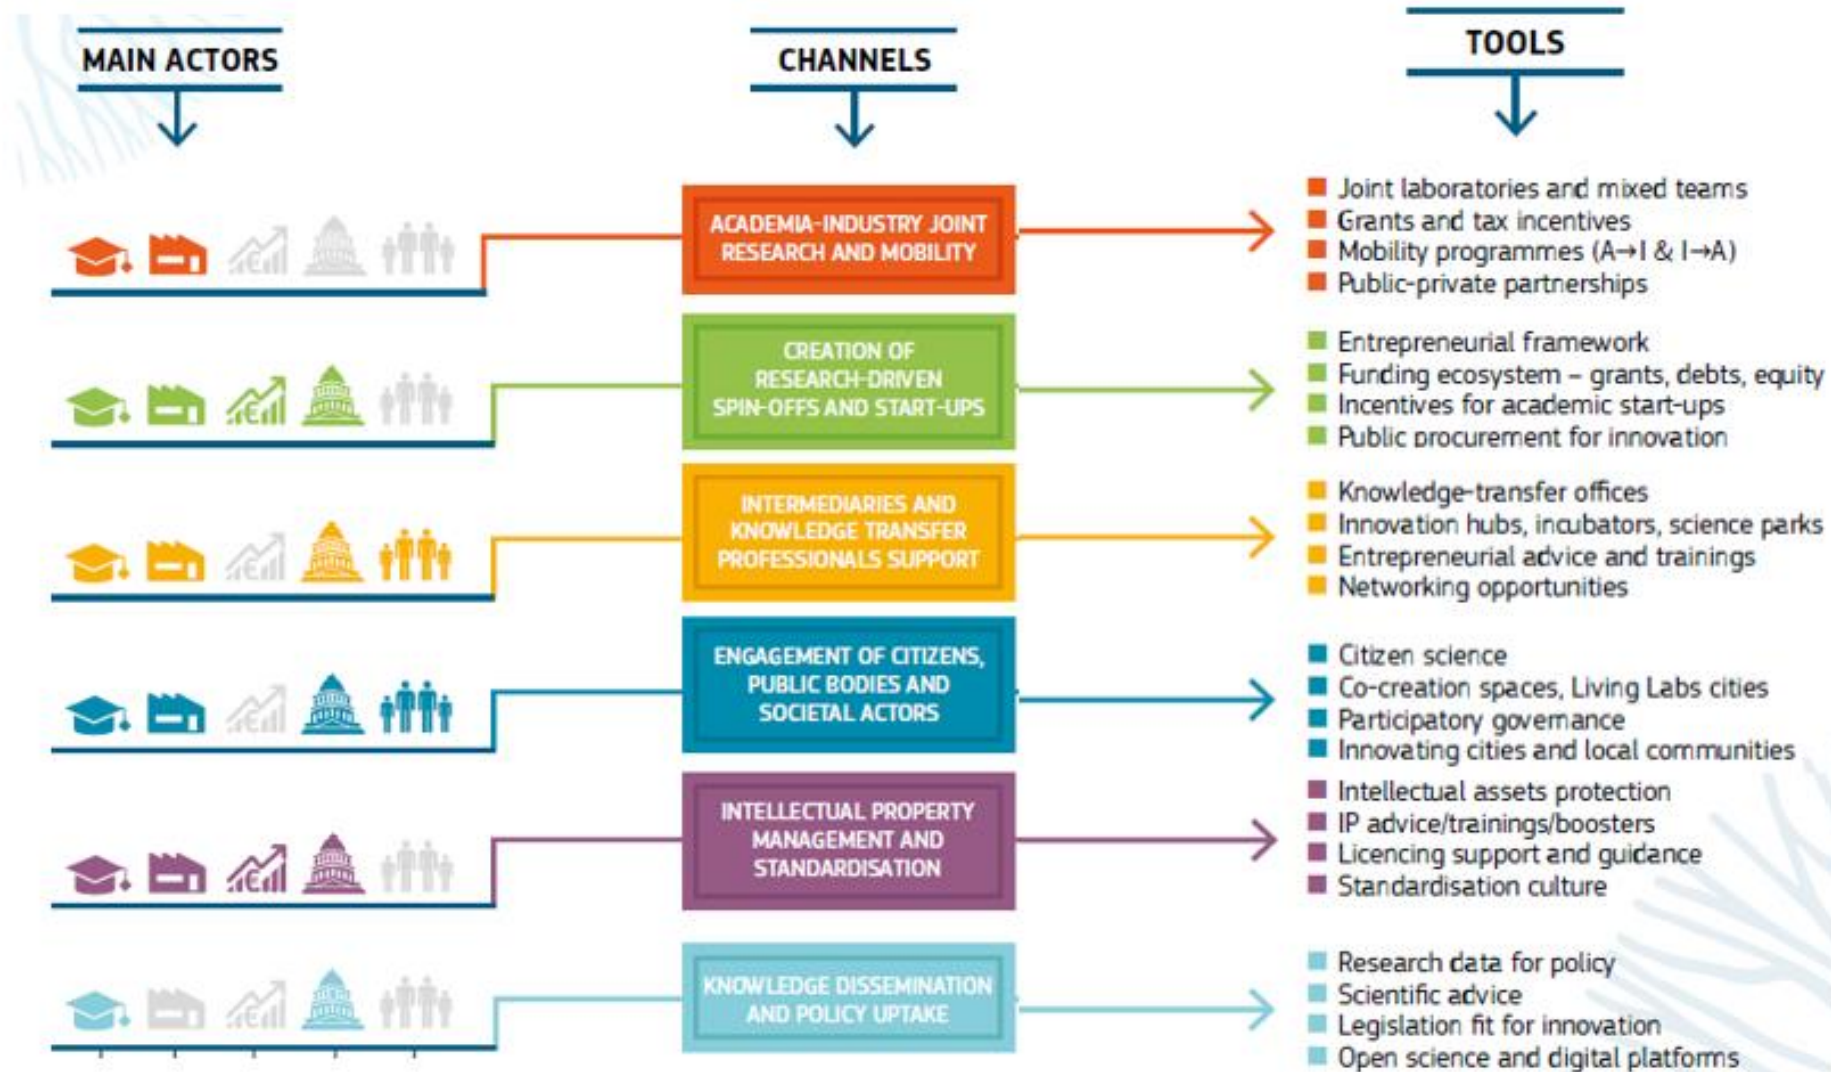 MAIN ACTORS
CHANNELS
TOOLS
ACADEMIA-INDUSTRY JOINT
RESEARCH AND MOBILITY
Joint laboratories and mixed teams
Grants and tax incentives
Mobility programmes (A→I & I→A)
Public-private partnerships
CREATION OF
RESEARCH-DRIVEN
SPIN-OFFS AND START-UPS
Entrepreneurial framework
Funding ecosystem – grants, debts, equity
Incentives for academic start-ups
Public procurement for innovation
INTERMEDIARIES AND
KNOWLEDGE TRANSFER
PROFESSIONALS SUPPORT
Knowledge-transfer offices
Innovation hubs, incubators, science parks
Entrepreneurial advice and trainings
Networking opportunities
ENGAGEMENT OF CITIZENS,
PUBLIC BODIES AND
SOCIETAL ACTORS
Citizen science
Co-creation spaces, Living Labs cities
Participatory governance
Innovating cities and local communities
INTELLECTUAL PROPERTY
MANAGEMENT AND
STANDARDISATION
Intellectual assets protection
IP advice/trainings/boosters
Licencing support and guidance
Standardisation culture
KNOWLEDGE DISSEMINATION
AND POLICY UPTAKE
Research data for policy
Scientific advice
Legislation fit for innovation
Open science and digital platforms